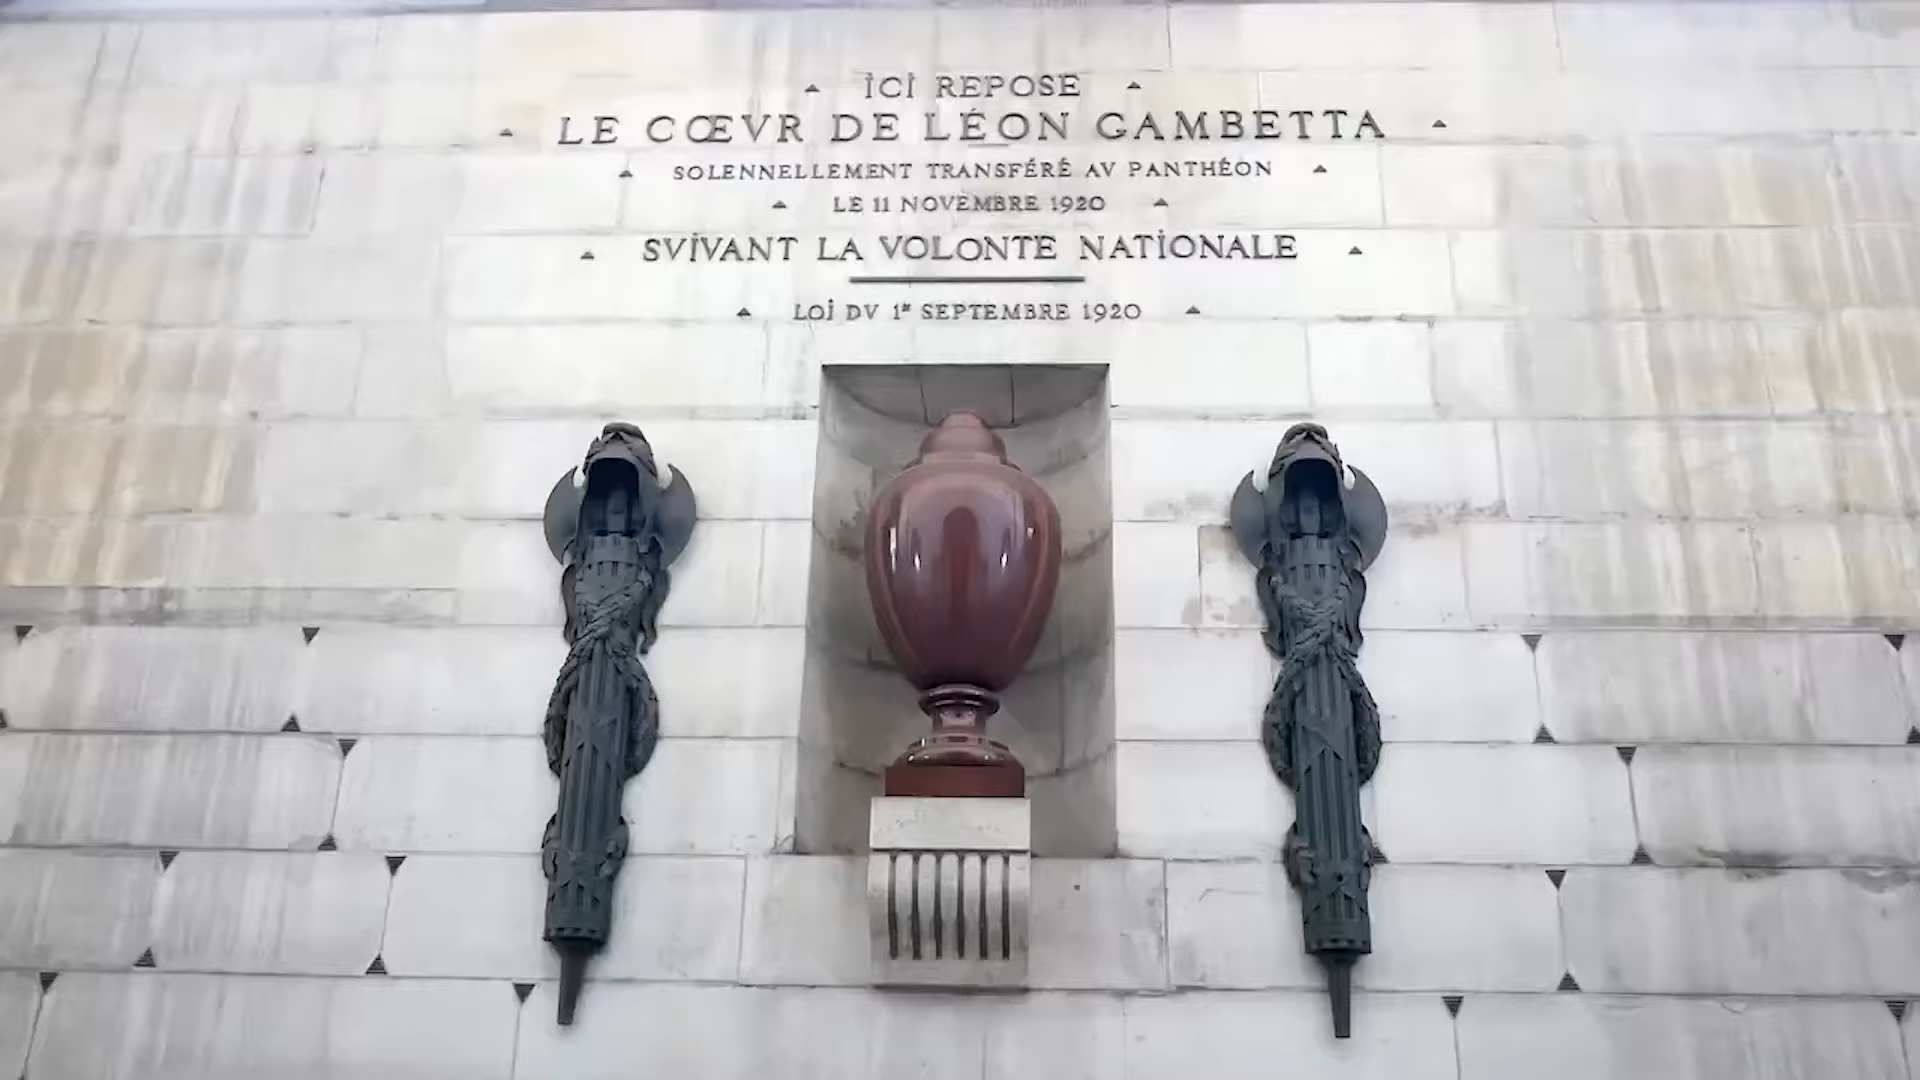 ICI REPOSE
LE CŒVR DE LÉON GAMBETTA
SOLENNELLEMENT TRANSFÉRÉ AV PANTHÉON
LE 11 NOVEMBRE 1920
SVIVANT LA VOLONTE NATIONALE
LOI DV 1ER SEPTEMBRE 1920